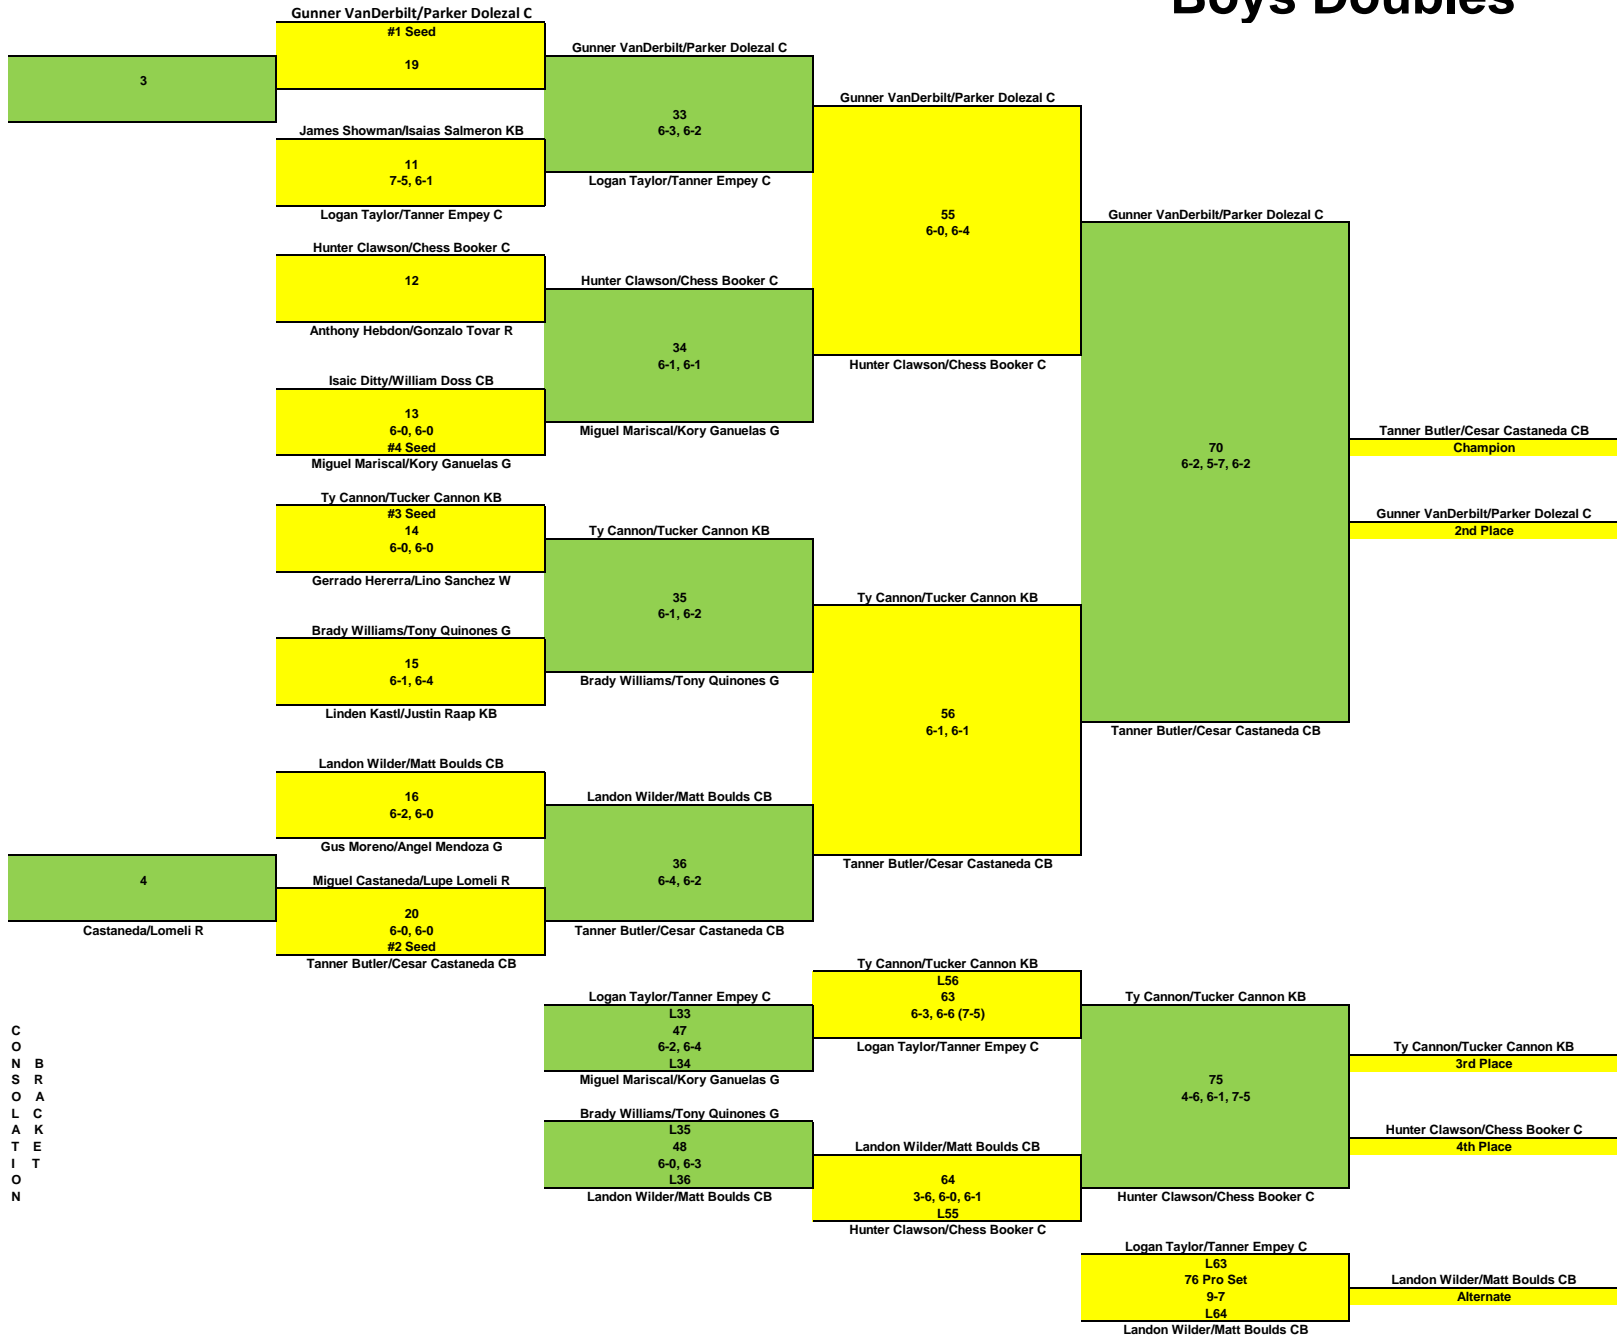 Boys Doubles
Gunner VanDerbilt/Parker Dolezal C
#1 Seed
19
3
James Showman/Isaias Salmeron KB
11
7-5, 6-1
Logan Taylor/Tanner Empey C
Hunter Clawson/Chess Booker C
12
Anthony Hebdon/Gonzalo Tovar R
Isaic Ditty/William Doss CB
13
6-0, 6-0
#4 Seed
Miguel Mariscal/Kory Ganuelas G
Ty Cannon/Tucker Cannon KB
#3 Seed
14
6-0, 6-0
Gerrado Hererra/Lino Sanchez W
Brady Williams/Tony Quinones G
15
6-1, 6-4
Linden Kastl/Justin Raap KB
Landon Wilder/Matt Boulds CB
16
6-2, 6-0
Gus Moreno/Angel Mendoza G
4
Castaneda/Lomeli R
Miguel Castaneda/Lupe Lomeli R
20
6-0, 6-0
#2 Seed
Tanner Butler/Cesar Castaneda CB
Gunner VanDerbilt/Parker Dolezal C
33
6-3, 6-2
Logan Taylor/Tanner Empey C
Hunter Clawson/Chess Booker C
34
6-1, 6-1
Miguel Mariscal/Kory Ganuelas G
Ty Cannon/Tucker Cannon KB
35
6-1, 6-2
Brady Williams/Tony Quinones G
Landon Wilder/Matt Boulds CB
36
6-4, 6-2
Tanner Butler/Cesar Castaneda CB
Gunner VanDerbilt/Parker Dolezal C
55
6-0, 6-4
Hunter Clawson/Chess Booker C
Ty Cannon/Tucker Cannon KB
56
6-1, 6-1
Tanner Butler/Cesar Castaneda CB
Gunner VanDerbilt/Parker Dolezal C
70
6-2, 5-7, 6-2
Tanner Butler/Cesar Castaneda CB
Tanner Butler/Cesar Castaneda CB
Champion
Gunner VanDerbilt/Parker Dolezal C
2nd Place
CONSOLATION
BRACKET
Logan Taylor/Tanner Empey C
L33
47
6-2, 6-4
L34
Miguel Mariscal/Kory Ganuelas G
Brady Williams/Tony Quinones G
L35
48
6-0, 6-3
L36
Landon Wilder/Matt Boulds CB
Ty Cannon/Tucker Cannon KB
L56
63
6-3, 6-6 (7-5)
Logan Taylor/Tanner Empey C
Landon Wilder/Matt Boulds CB
64
3-6, 6-0, 6-1
L55
Hunter Clawson/Chess Booker C
Ty Cannon/Tucker Cannon KB
75
4-6, 6-1, 7-5
Hunter Clawson/Chess Booker C
Ty Cannon/Tucker Cannon KB
3rd Place
Hunter Clawson/Chess Booker C
4th Place
Logan Taylor/Tanner Empey C
L63
76 Pro Set
9-7
L64
Landon Wilder/Matt Boulds CB
Landon Wilder/Matt Boulds CB
Alternate